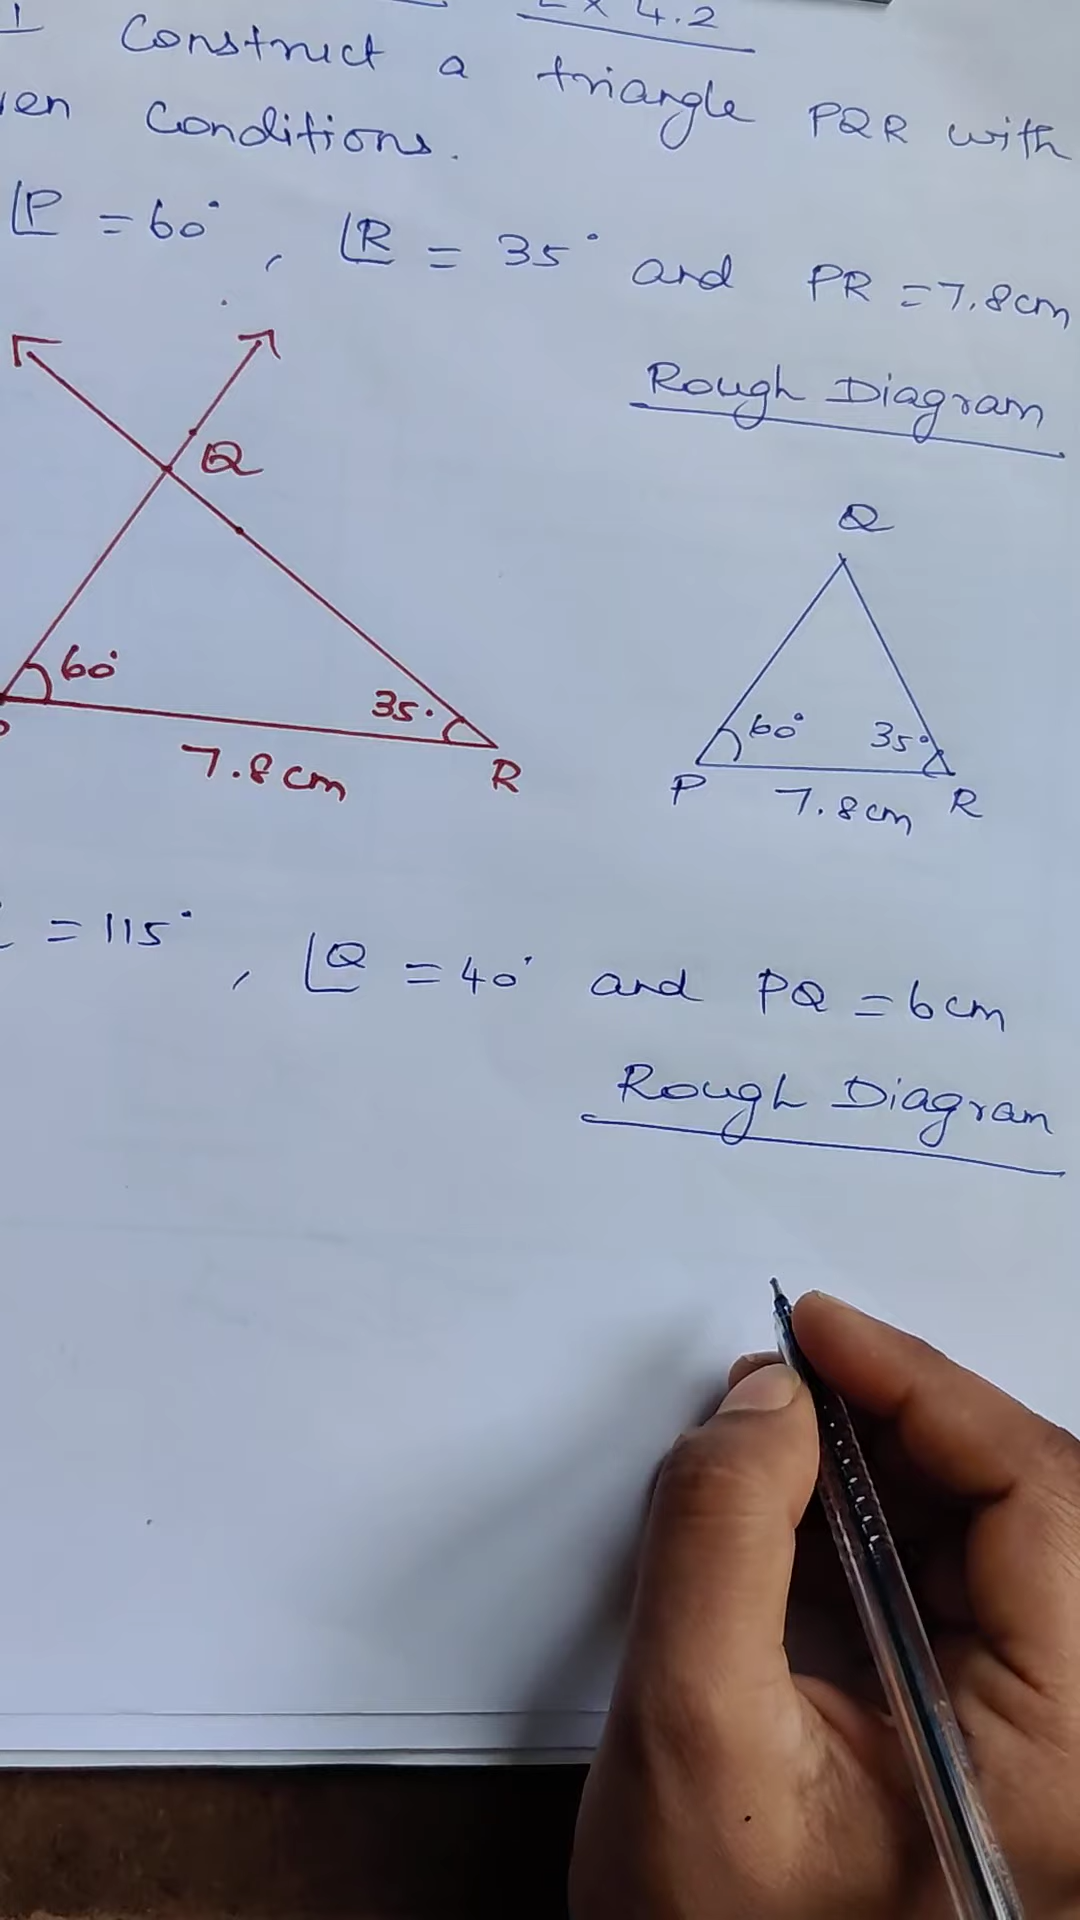 1 Ex 4.2
Construct a triangle PQR with
conditions.
∠P = 60°, ∠R = 35° and PR = 7.8cm
Rough Diagram
Q
60°
35°
7.8cm
R
Q
60° 35°
P 7.8cm R
= 115°, ∠Q = 40° and PQ = 6cm
Rough Diagram